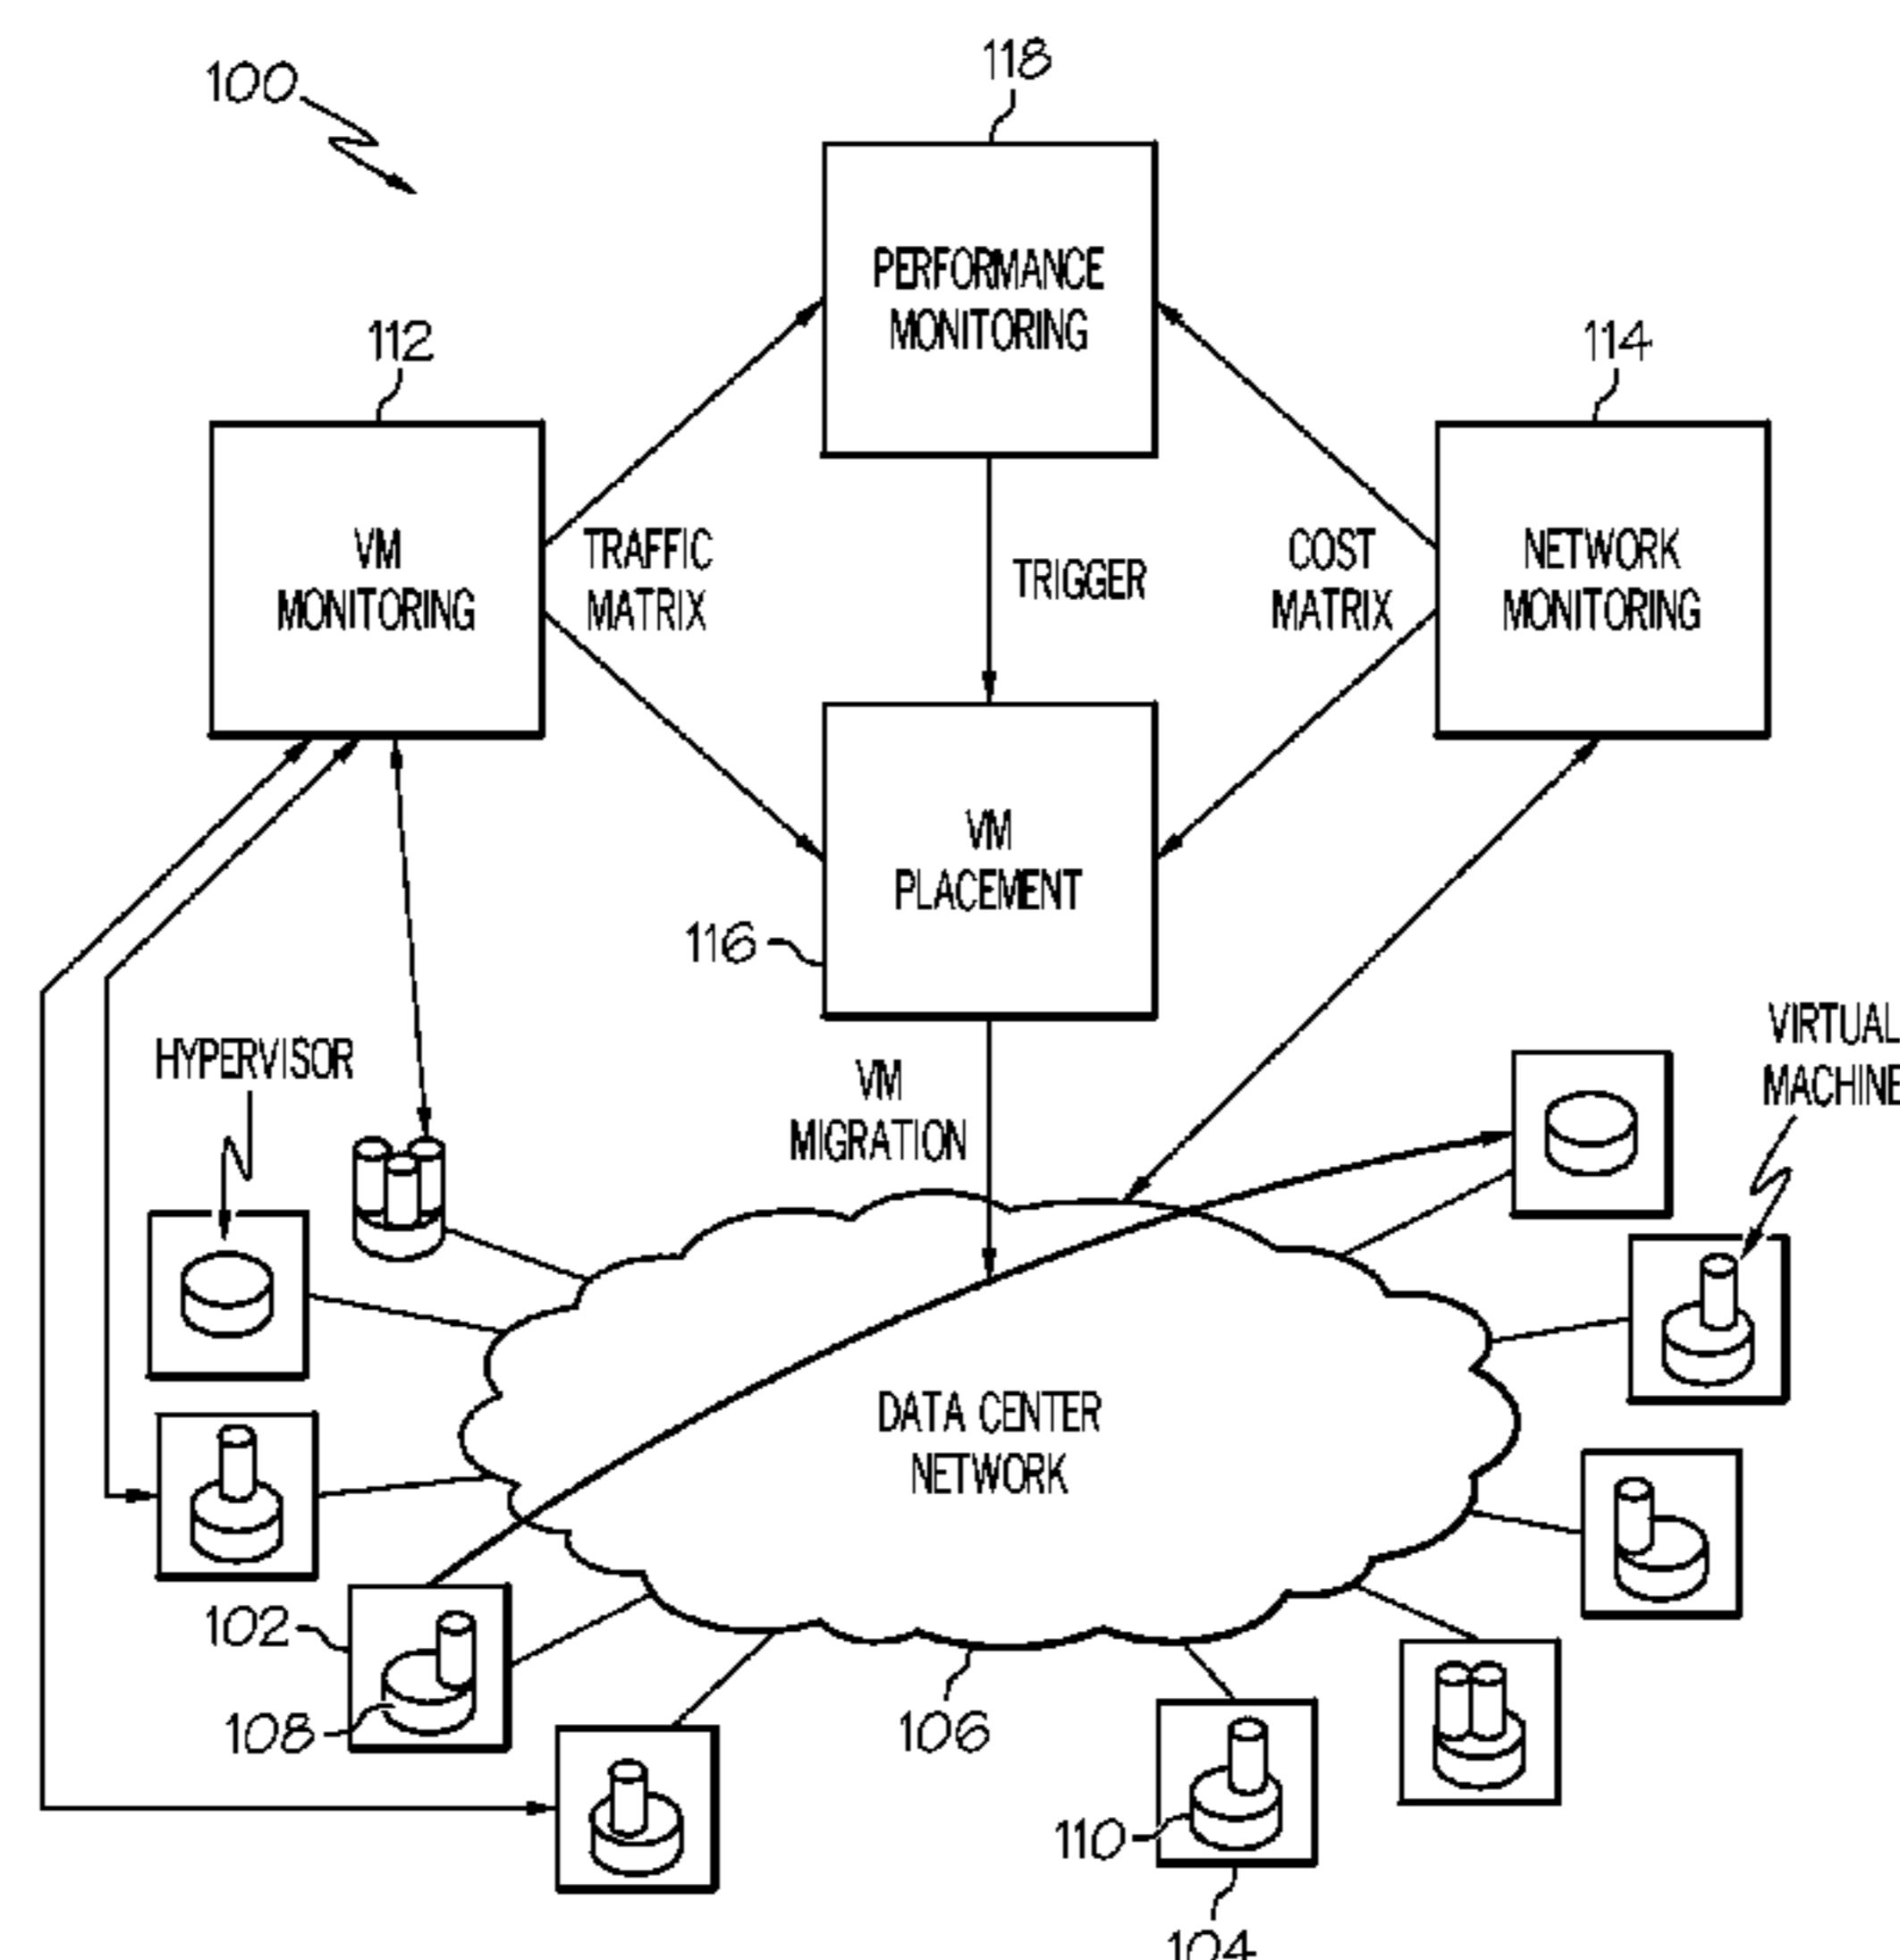 100
118
PERFORMANCE
MONITORING
112
114
VM
MONITORING
TRAFFIC
MATRIX
TRIGGER
COST
MATRIX
NETWORK
MONITORING
VM
PLACEMENT
116
HYPERVISOR
VM
MIGRATION
VIRTUAL
MACHINE
DATA CENTER
NETWORK
102
108
106
110
104